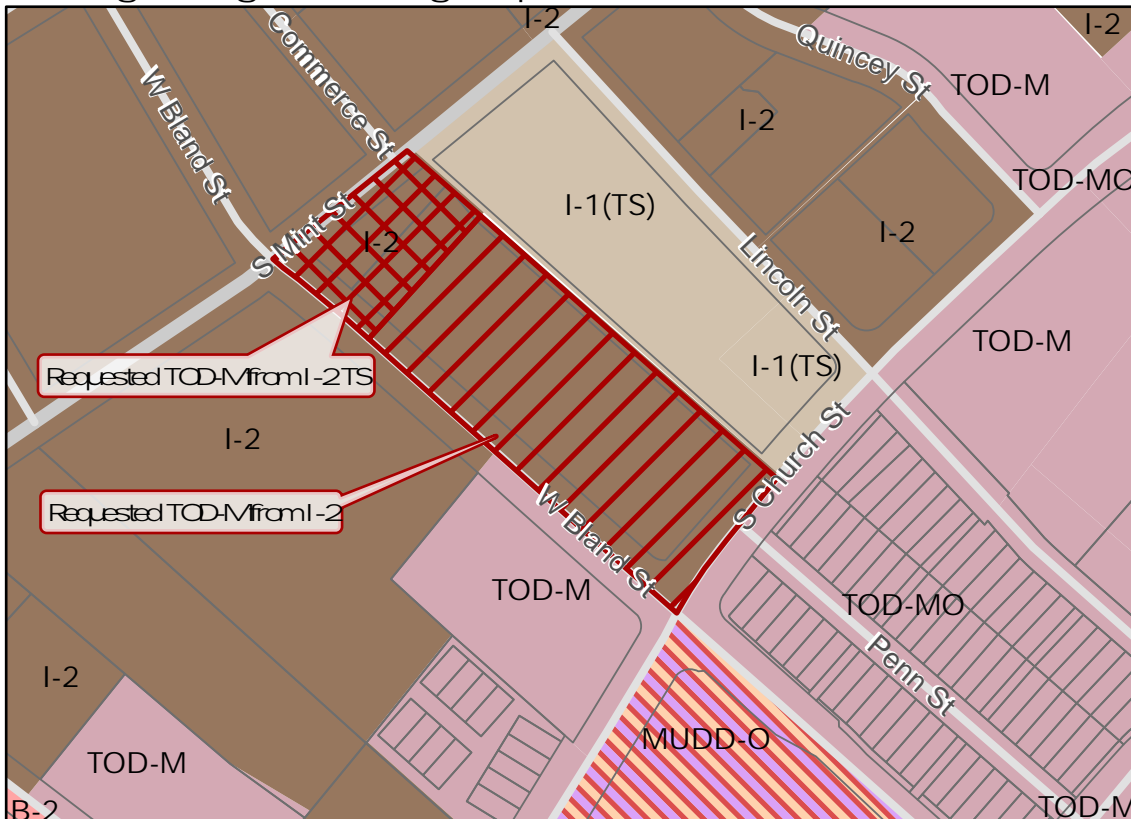 I-2
I-2
Commerce St
Quincey St
W Bland St
TOD-M
I-2
TOD-MO
I-1(TS)
I-2
S Mint St
I-2
Lincoln St
TOD-M
Requested TOD-M from I-2 TS
I-1(TS)
I-2
S Church St
Requested TOD-M from I-2
W Bland St
TOD-M
TOD-MO
Penn St
I-2
MUDD-O
TOD-M
B-2
TOD-M